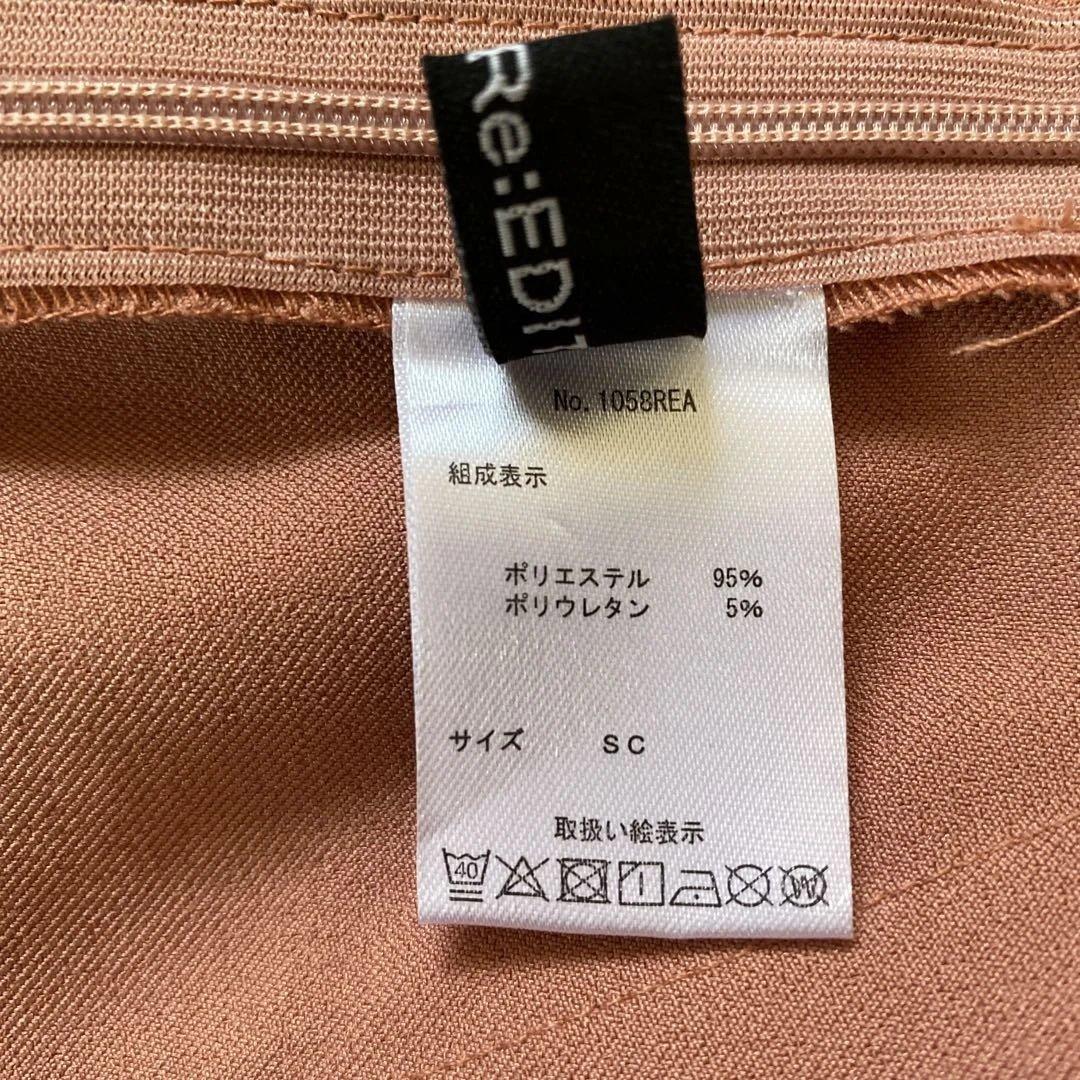 Re:EDIT
No.1058REA
組成表示
ポリエステル 95%
ポリウレタン 5%
サイズ SC
取扱い絵表示
40